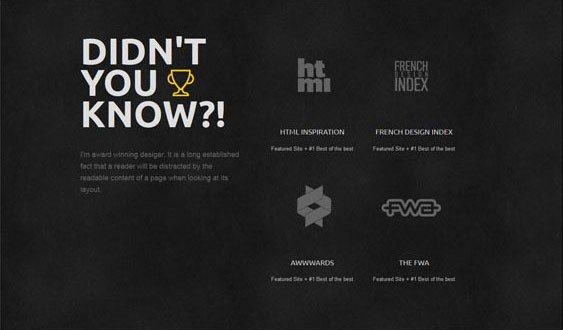 DIDN'T
YOU
KNOW?!
I'm award winning desiger. It is a long established
fact that a reader will be distracted by the
readable content of a page when looking at its
layout.
ht
ml
HTML INSPIRATION
Featured Site + #1 Best of the best
FRENCH
DESIGN
INDEX
FRENCH DESIGN INDEX
Featured Site + #1 Best of the best
AWWWARDS
Featured Site + #1 Best of the best
FWA
THE FWA
Featured Site + #1 Best of the best